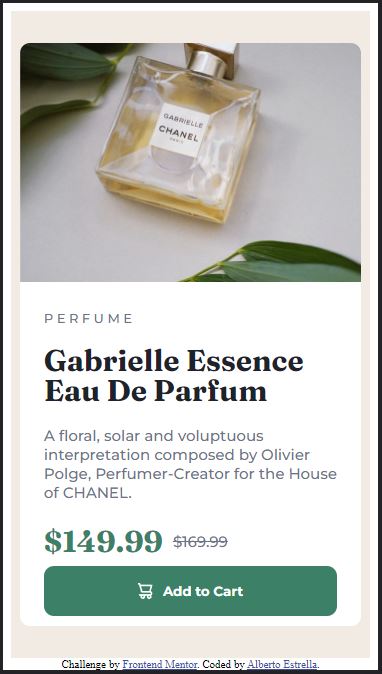 GABRIELLE
CHANEL
PARIS
PERFUME
Gabrielle Essence
Eau De Parfum
A floral, solar and voluptuous
interpretation composed by Olivier
Polge, Perfumer-Creator for the House
of CHANEL.
$149.99 $169.99
Add to Cart
Challenge by Frontend Mentor. Coded by Alberto Estrella.